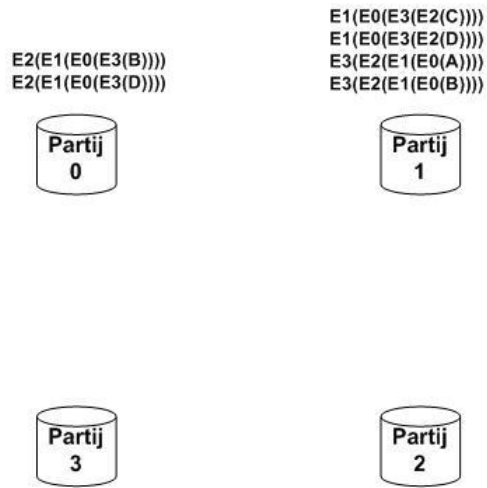 E1(E0(E3(E2(C))))
E1(E0(E3(E2(D))))
E3(E2(E1(E0(A))))
E3(E2(E1(E0(B))))
E2(E1(E0(E3(B))))
E2(E1(E0(E3(D))))
Partij
0
Partij
1
Partij
3
Partij
2